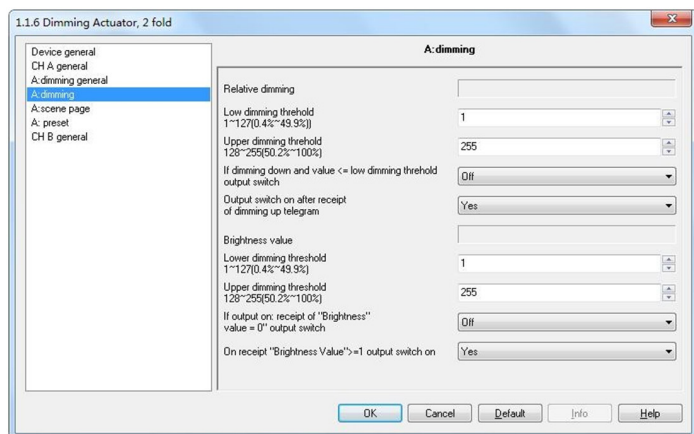 1.1.6 Dimming Actuator, 2 fold
Device general
CH A general
A:dimming general
A:dimming
A:scene page
A: preset
CH B general
A:dimming
Relative dimming
Low dimming threhold
1~127(0.4%~49.9%))
1
Upper dimming threhold
128~255(50.2%~100%)
255
If dimming down and value <= low dimming threhold
output switch
Off
Output switch on after receipt
of dimming up telegram
Yes
Brightness value
Lower dimming threshold
1~127(0.4%~49.9%)
1
Upper dimming threshold
128~255(50.2%~100%)
255
If output on: receipt of "Brightness"
value = 0" output switch
Off
On receipt "Brightness Value">=1 output switch on
Yes
OK
Cancel
Default
Info
Help